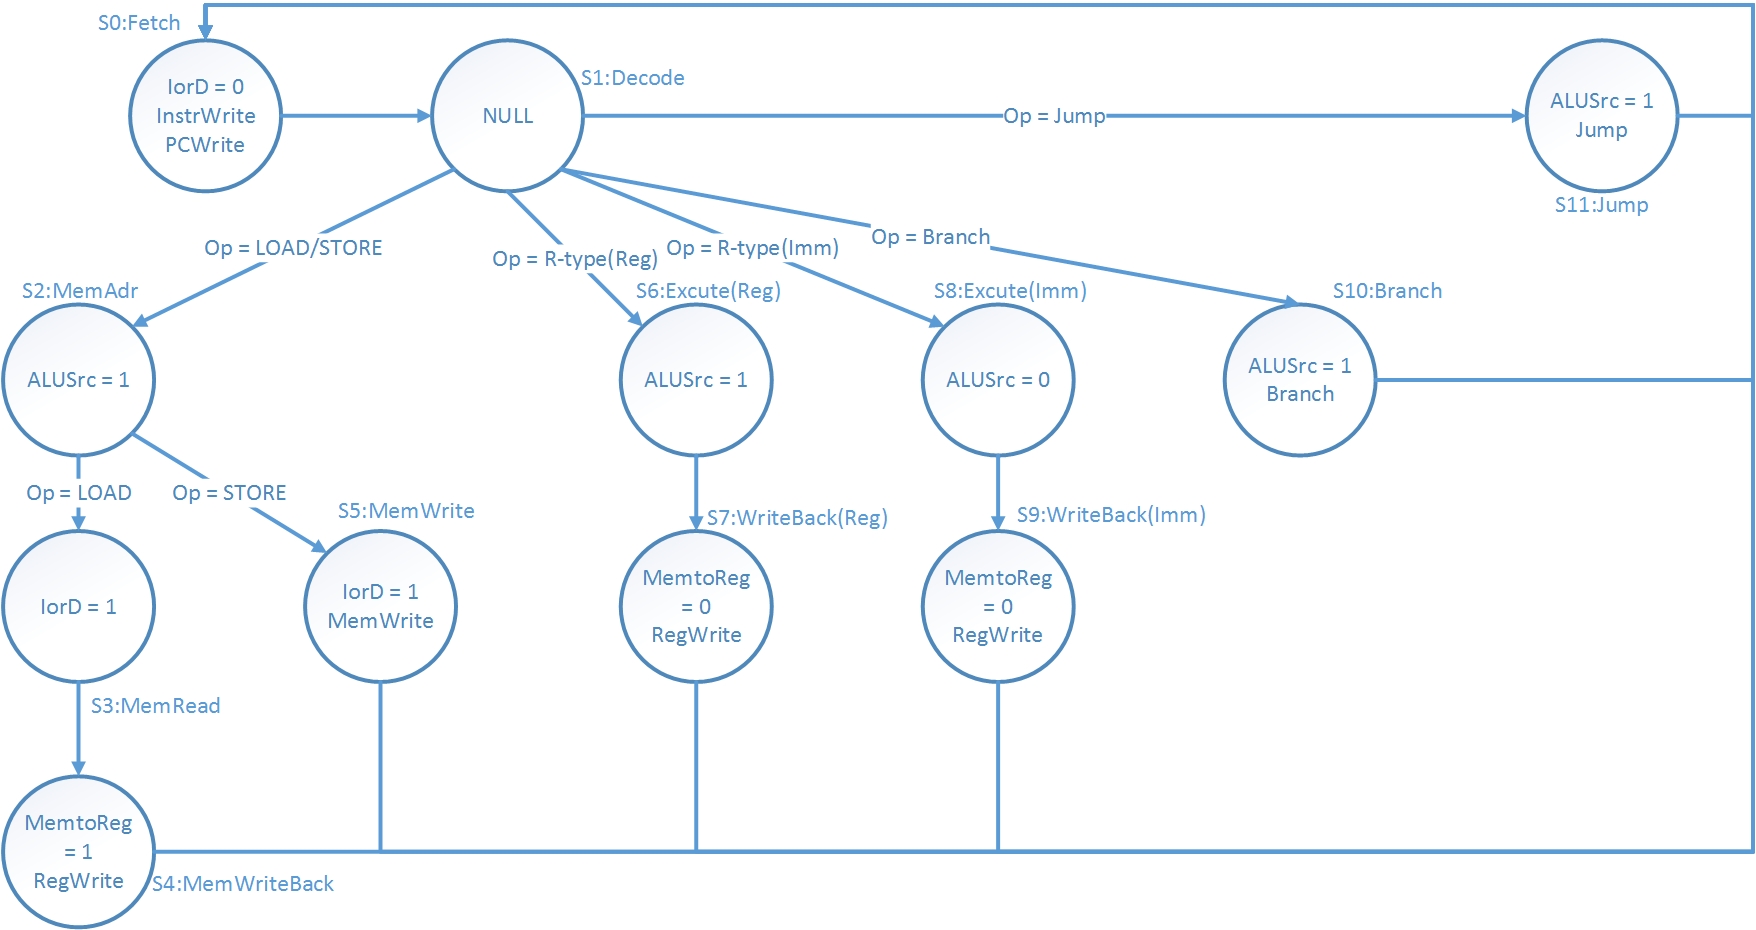 S0:Fetch
IorD = 0
InstrWrite
PCWrite
NULL
S1:Decode
Op = Jump
ALUSrc = 1
Jump
S11:Jump
Op = LOAD/STORE
Op = R-type(Reg)
Op = R-type(Imm)
Op = Branch
S2:MemAdr
ALUSrc = 1
S6:Excute(Reg)
ALUSrc = 1
S8:Excute(Imm)
ALUSrc = 0
S10:Branch
ALUSrc = 1
Branch
Op = LOAD
Op = STORE
IorD = 1
S3:MemRead
S5:MemWrite
IorD = 1
MemWrite
S7:WriteBack(Reg)
MemtoReg
= 0
RegWrite
S9:WriteBack(Imm)
MemtoReg
= 0
RegWrite
MemtoReg
= 1
RegWrite
S4:MemWriteBack